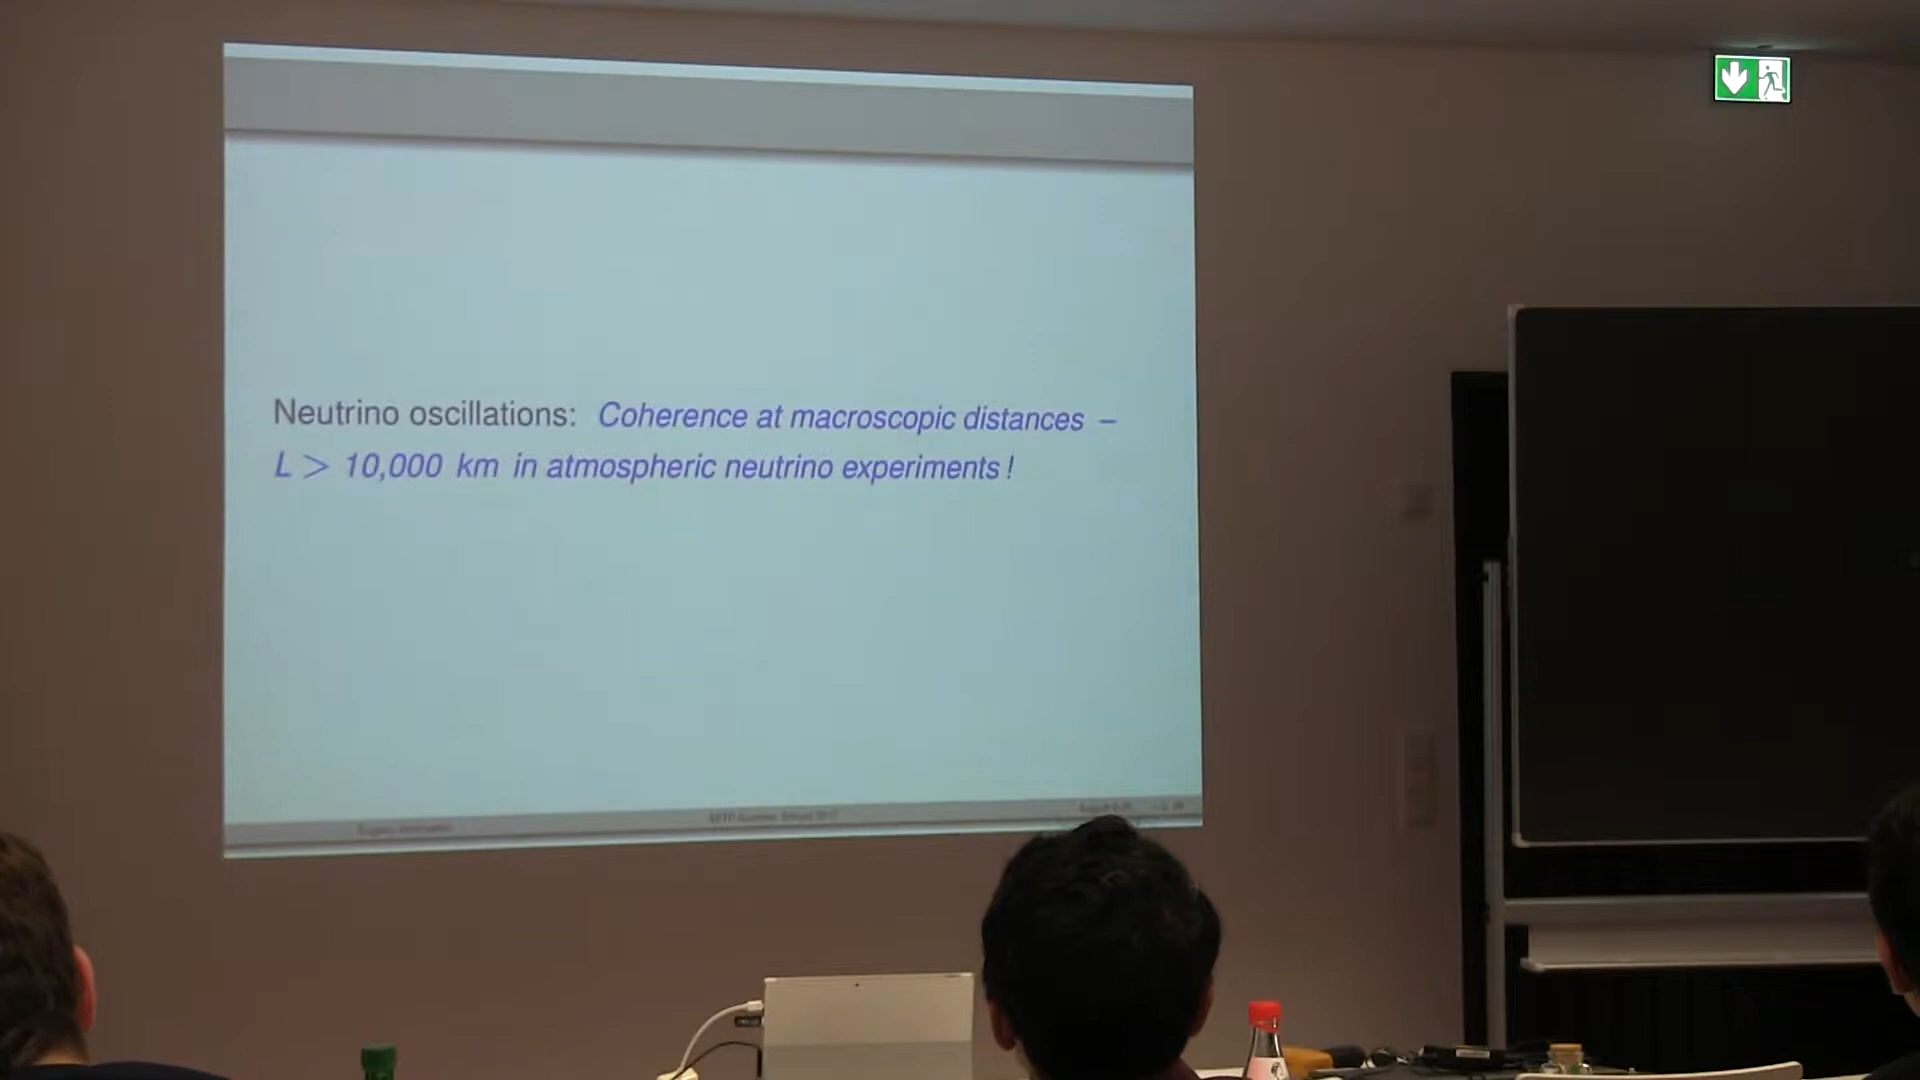 Neutrino oscillations: Coherence at macroscopic distances –
L > 10,000 km in atmospheric neutrino experiments !